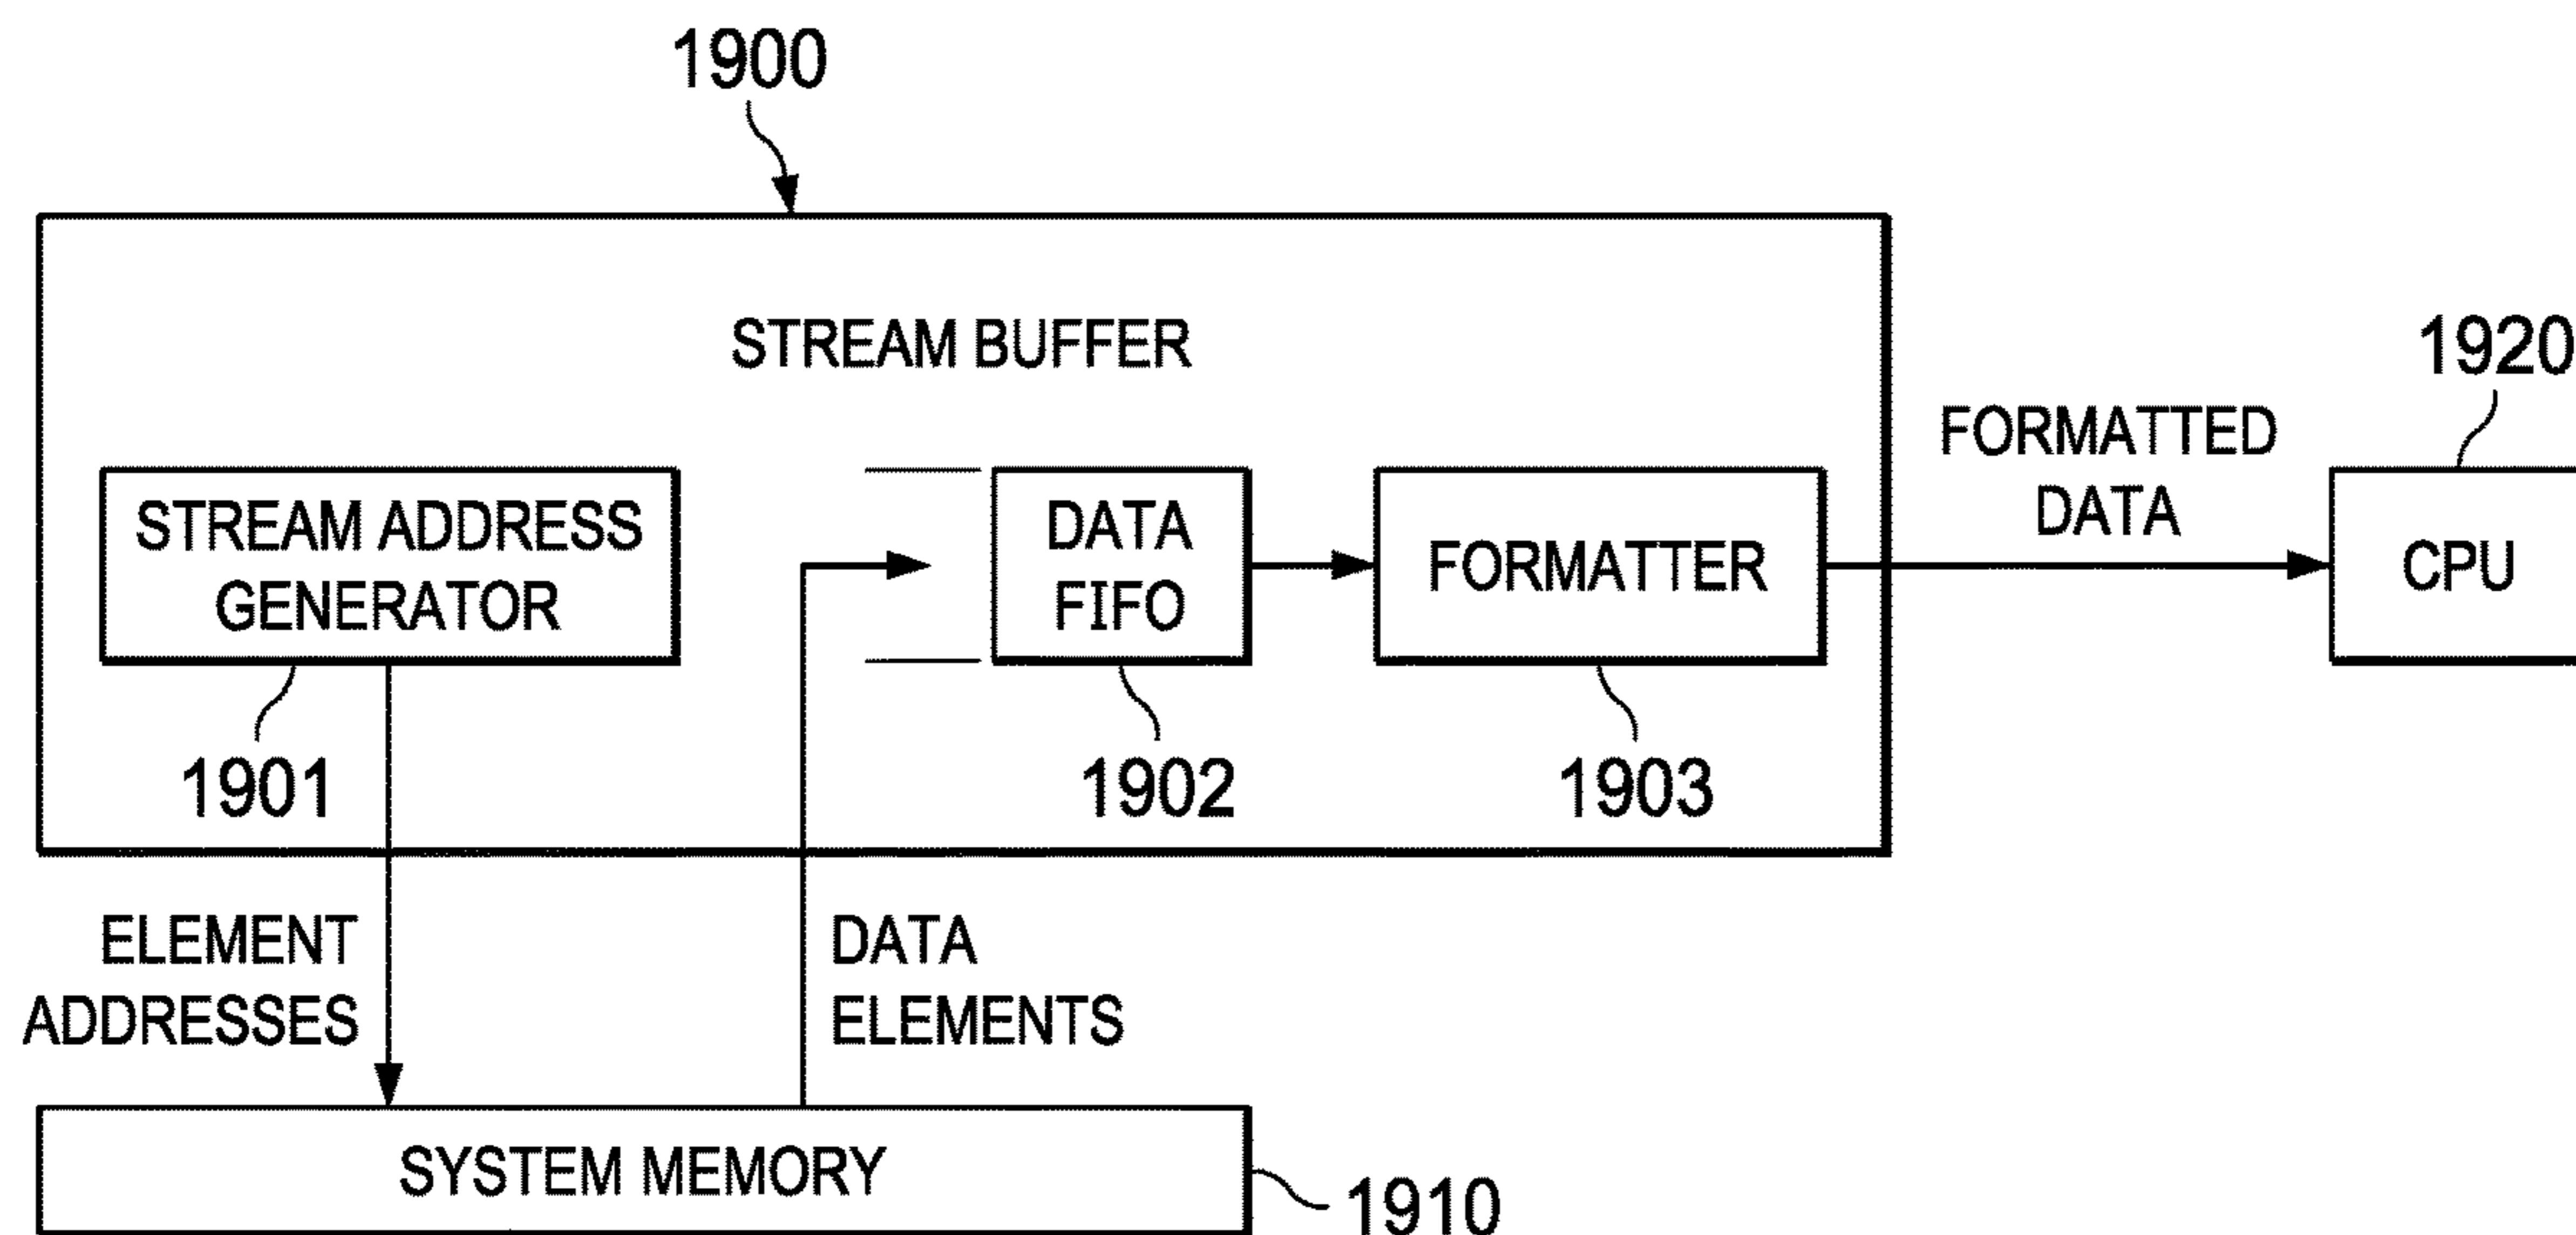 1900
STREAM BUFFER
1920
FORMATTED
DATA
STREAM ADDRESS
GENERATOR
DATA
FIFO
FORMATTER
CPU
1901
1902
1903
ELEMENT
ADDRESSES
DATA
ELEMENTS
SYSTEM MEMORY
1910